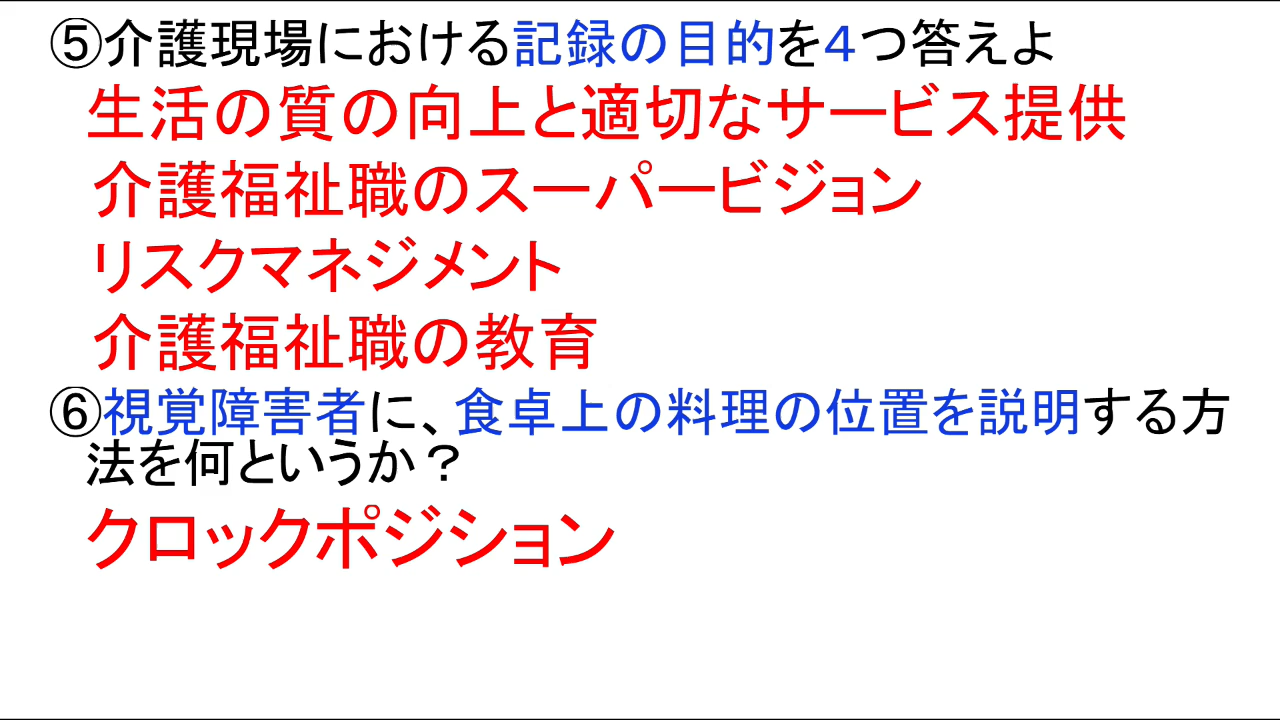 ⑤介護現場における記録の目的を４つ答えよ
生活の質の向上と適切なサービス提供
介護福祉職のスーパービジョン
リスクマネジメント
介護福祉職の教育
⑥視覚障害者に、食卓上の料理の位置を説明する方
法を何というか？
クロックポジション